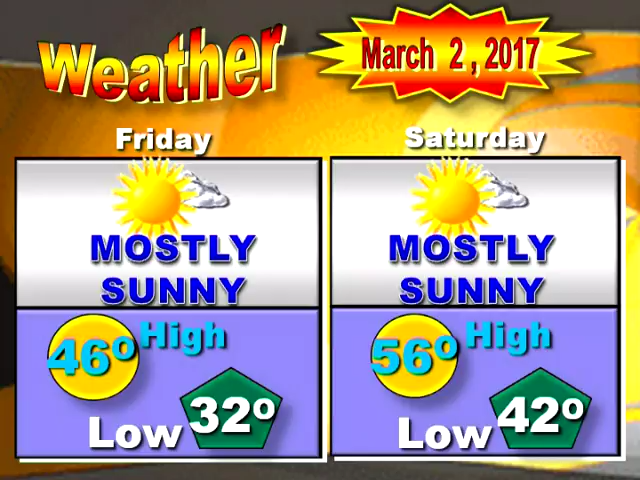 Weather
March 2, 2017
Friday
MOSTLY
SUNNY
46º High
Low 32º
Saturday
MOSTLY
SUNNY
56º High
Low 42º